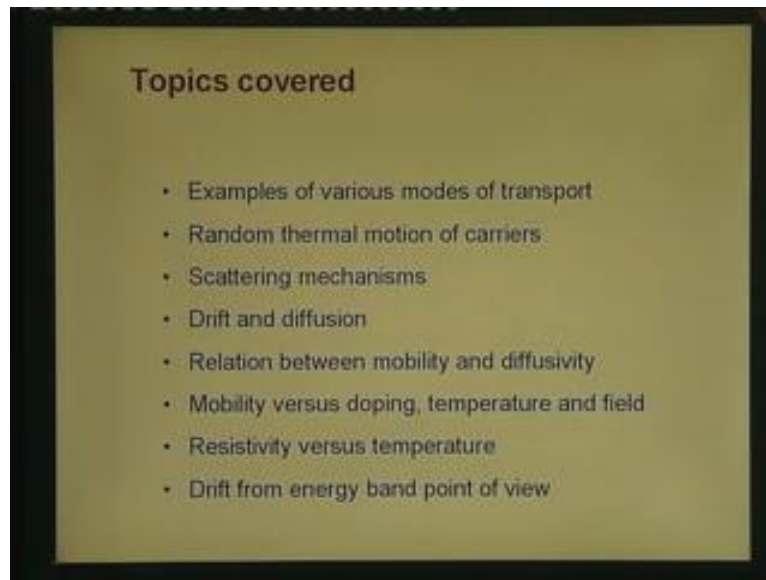 Topics covered
• Examples of various modes of transport
• Random thermal motion of carriers
• Scattering mechanisms
• Drift and diffusion
• Relation between mobility and diffusivity
• Mobility versus doping, temperature and field
• Resistivity versus temperature
• Drift from energy band point of view